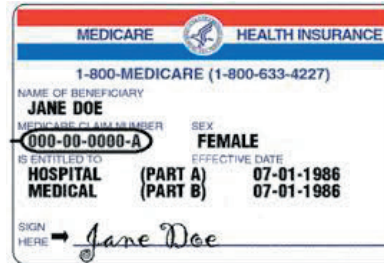 MEDICARE HEALTH INSURANCE
1-800-MEDICARE (1-800-633-4227)
NAME OF BENEFICIARY
JANE DOE
MEDICARE CLAIM NUMBER SEX
000-00-0000-A FEMALE
IS ENTITLED TO EFFECTIVE DATE
HOSPITAL (PART A) 07-01-1986
MEDICAL (PART B) 07-01-1986
SIGN
HERE ➡ Jane Doe